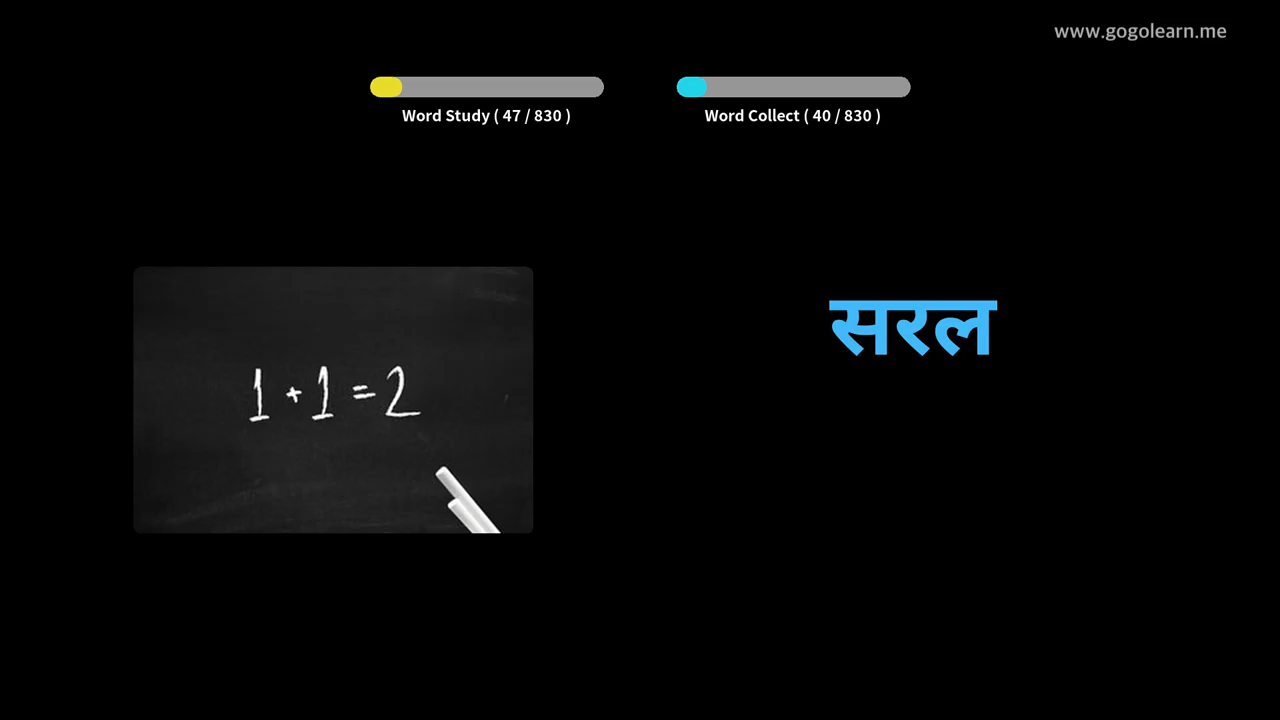 www.gogolearn.me
Word Study ( 47 / 830 )
Word Collect ( 40 / 830 )
सरल
1 + 1 = 2